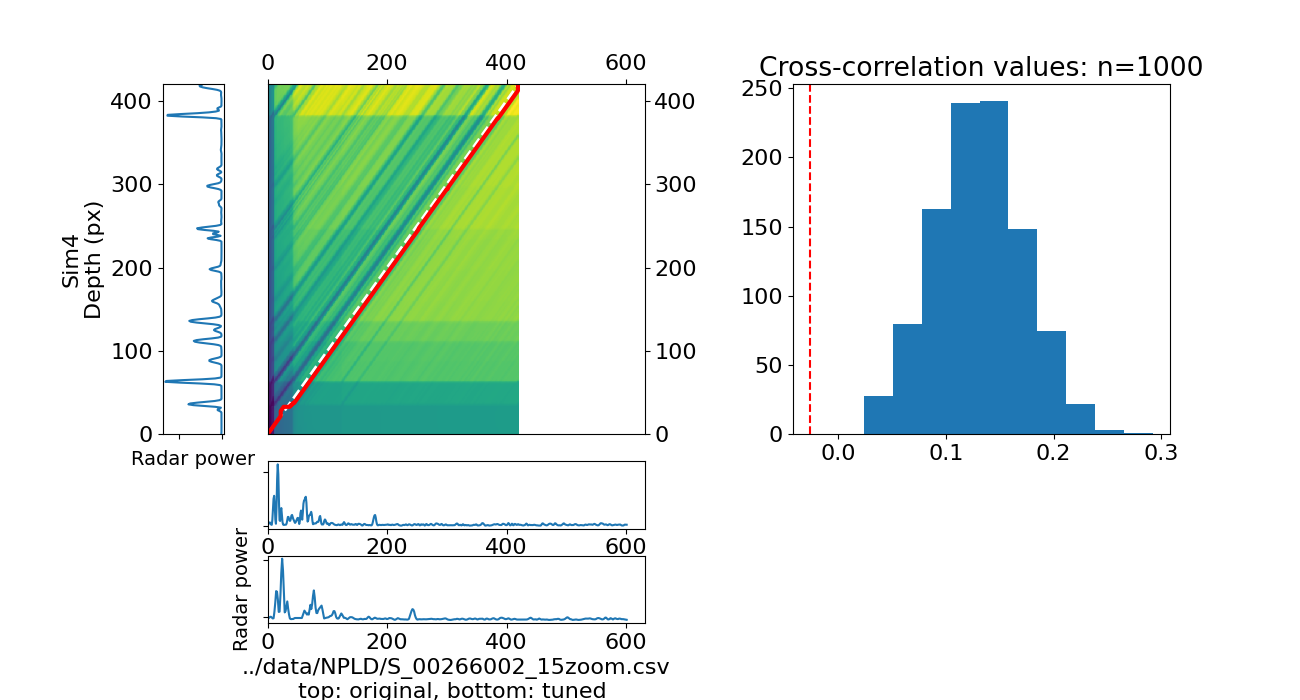 0 200 400 600
Cross-correlation values: n=1000
400
300
200
100
0
Sim4
Depth (px)
Radar power
400
300
200
100
0
250
200
150
100
50
0
0.0 0.1 0.2 0.3
0 200 400 600
Radar power
0 200 400 600
../data/NPLD/S_00266002_15zoom.csv
top: original, bottom: tuned